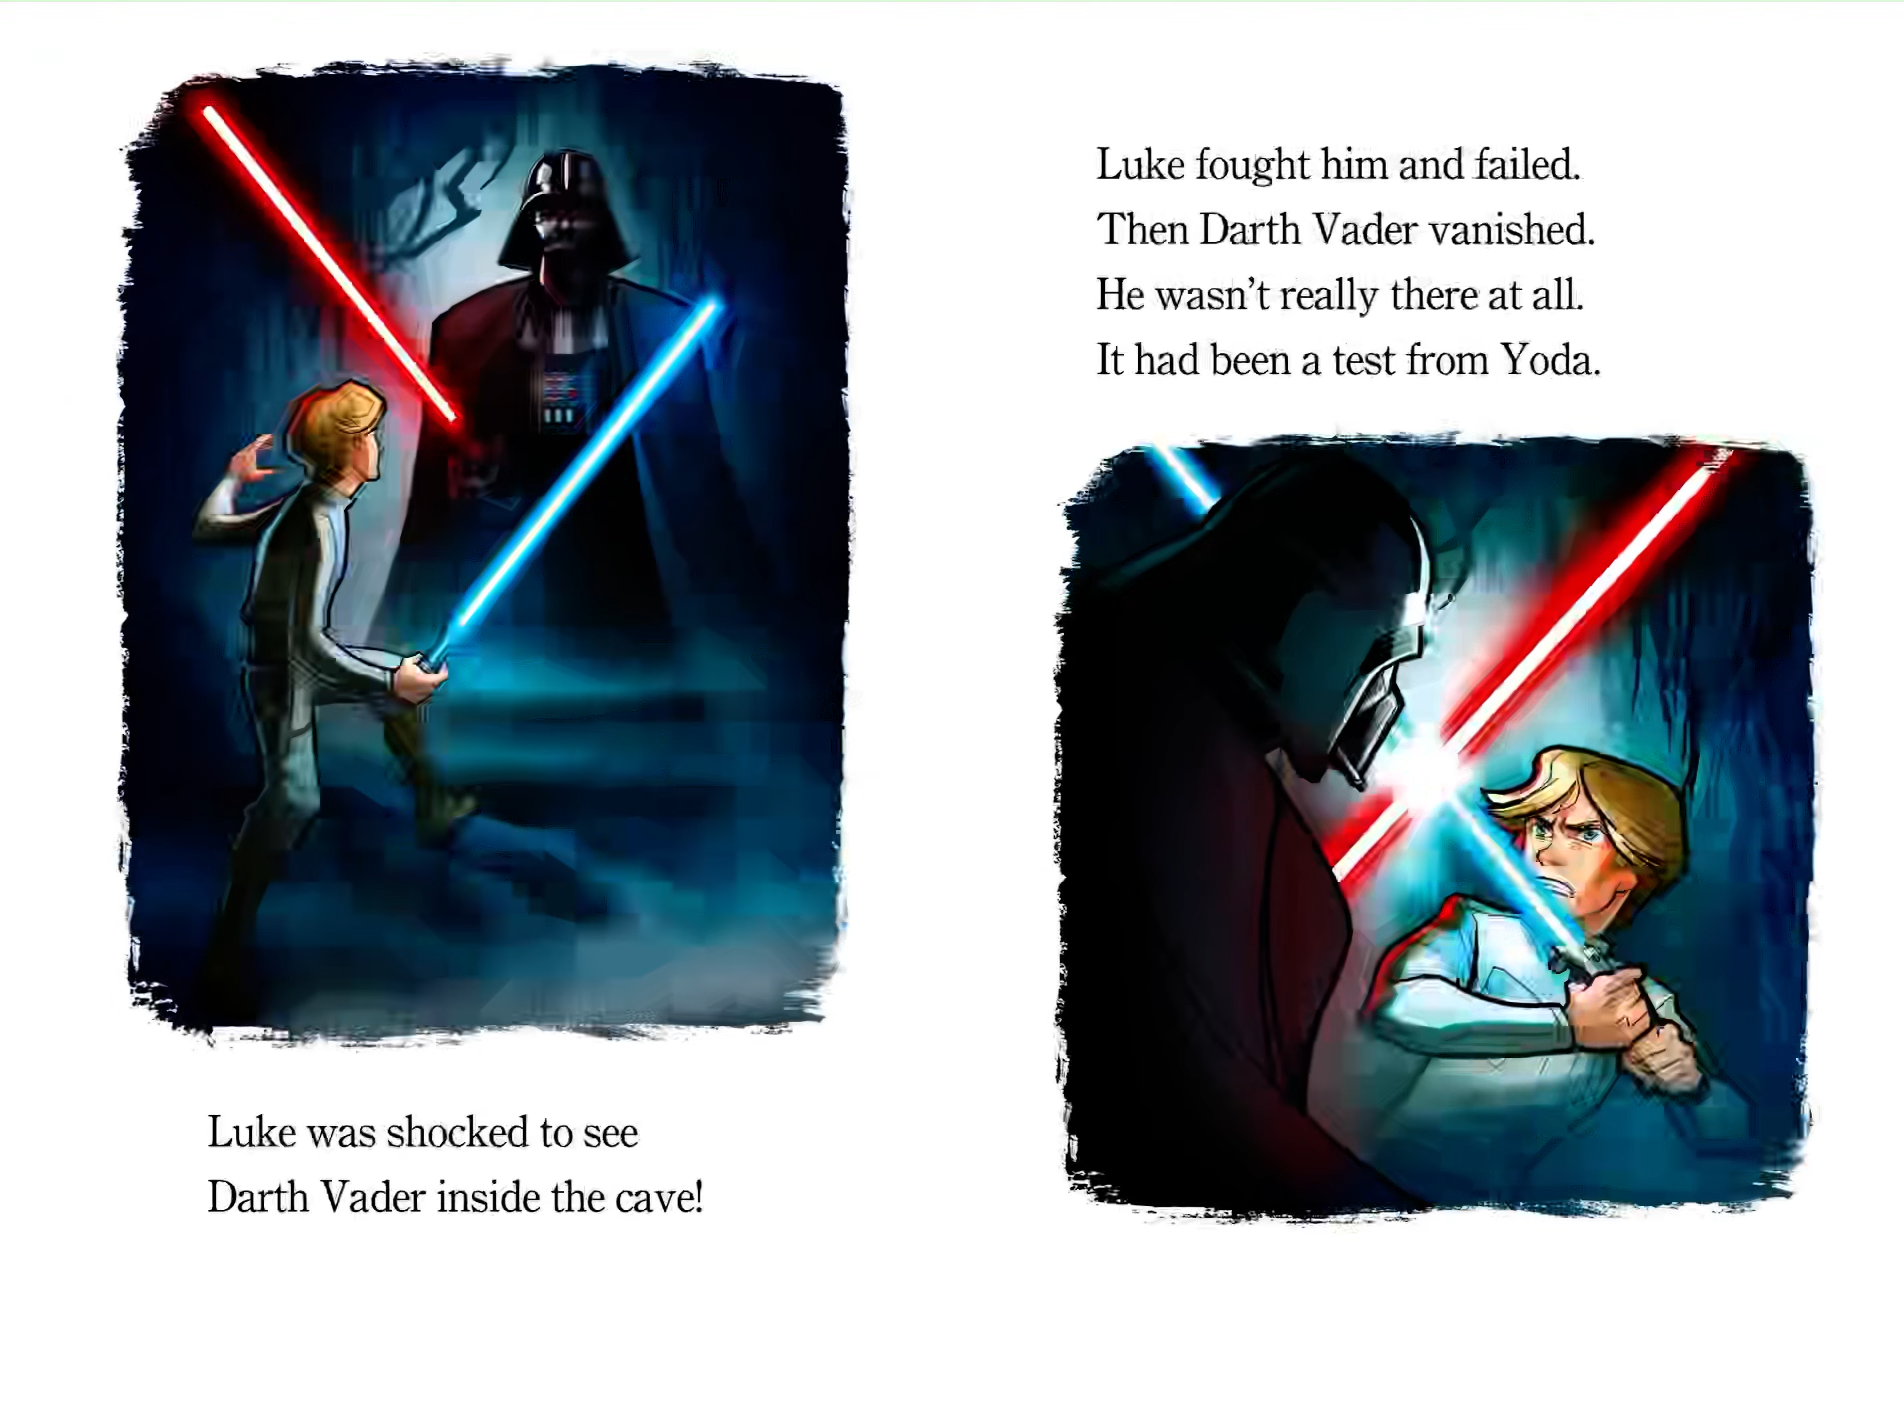 Luke was shocked to see
Darth Vader inside the cave!
Luke fought him and failed.
Then Darth Vader vanished.
He wasn’t really there at all.
It had been a test from Yoda.